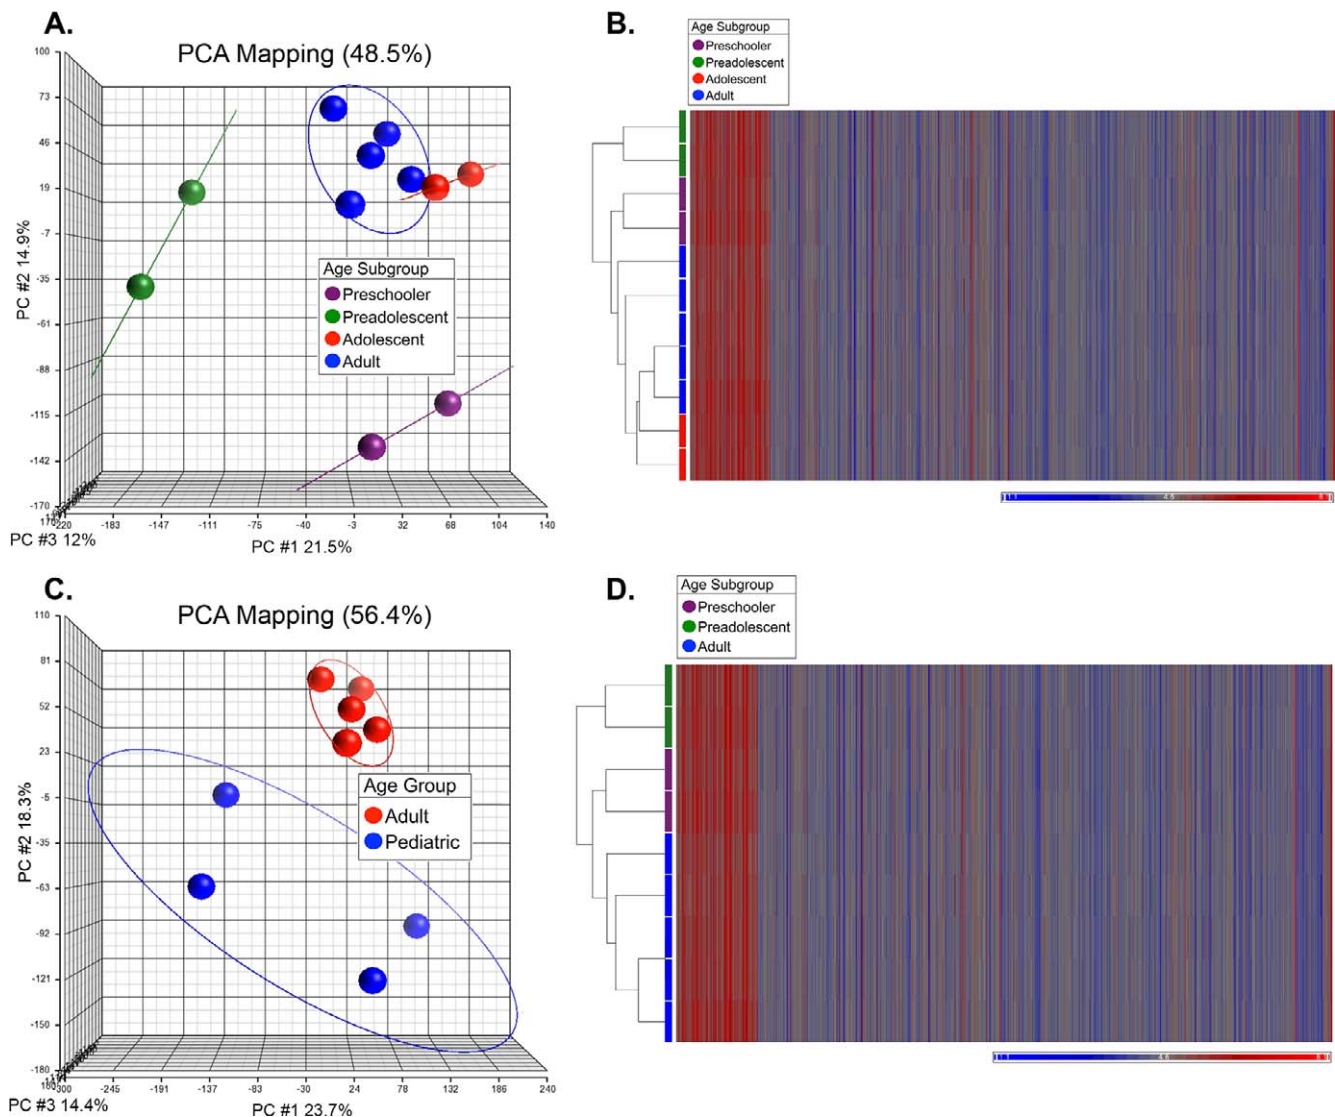 A.
PCA Mapping (48.5%)
100
73
46
19
-7
-35
-61
-88
-115
-142
-170
PC #2 14.9%
Age Subgroup
Preschooler
Preadolescent
Adolescent
Adult
-220 -183 -147 -111 -75 -40 -3 32 68 104 140
PC #3 12%
PC #1 21.5%
B.
Age Subgroup
Preschooler
Preadolescent
Adolescent
Adult
4.6
C.
PCA Mapping (56.4%)
110
81
52
23
-5
-35
-63
-92
-121
-150
-180
PC #2 18.3%
Age Group
Adult
Pediatric
-300 -245 -191 -137 -83 -30 24 78 132 186 240
PC #3 14.4%
PC #1 23.7%
D.
Age Subgroup
Preschooler
Preadolescent
Adult
4.6